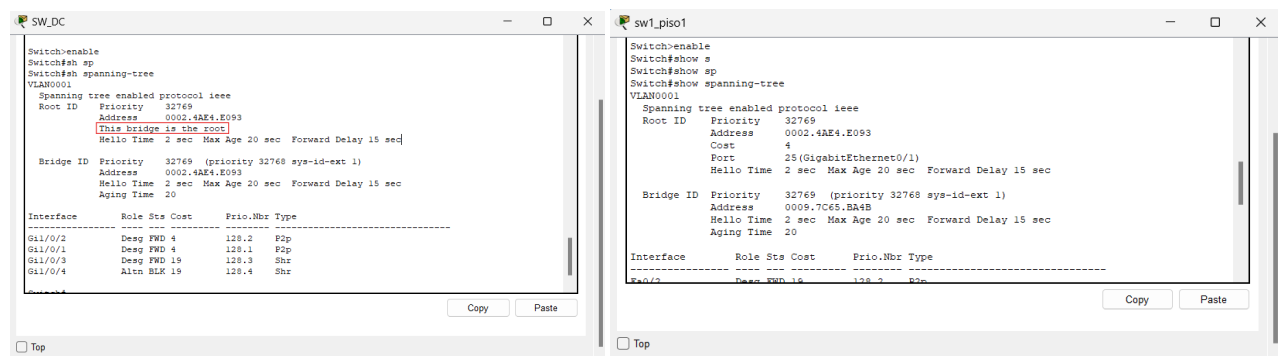 SW_DC
Switch>enable
Switch#sh sp
Switch#sh spanning-tree
VLAN0001
  Spanning tree enabled protocol ieee
  Root ID    Priority    32769
             Address     0002.4AE4.E093
             This bridge is the root
             Hello Time  2 sec  Max Age 20 sec  Forward Delay 15 sec
  Bridge ID  Priority    32769  (priority 32768 sys-id-ext 1)
             Address     0002.4AE4.E093
             Hello Time  2 sec  Max Age 20 sec  Forward Delay 15 sec
             Aging Time  20
Interface        Role Sts Cost      Prio.Nbr Type
---------------- ---- --- --------- -------- --------------------------------
Gi1/0/2          Desg FWD 4         128.2    P2p
Gi1/0/1          Desg FWD 4         128.1    P2p
Gi1/0/3          Desg FWD 19        128.3    Shr
Gi1/0/4          Altn BLK 19        128.4    Shr
Switch#
Copy Paste
Top
sw1_piso1
Switch>enable
Switch#show s
Switch#show sp
Switch#show spanning-tree
VLAN0001
  Spanning tree enabled protocol ieee
  Root ID    Priority    32769
             Address     0002.4AE4.E093
             Cost        4
             Port        25(GigabitEthernet0/1)
             Hello Time  2 sec  Max Age 20 sec  Forward Delay 15 sec
  Bridge ID  Priority    32769  (priority 32768 sys-id-ext 1)
             Address     0009.7C65.BA4B
             Hello Time  2 sec  Max Age 20 sec  Forward Delay 15 sec
             Aging Time  20
Interface        Role Sts Cost      Prio.Nbr Type
---------------- ---- --- --------- -------- --------------------------------
Fa0/2            Desg FWD 19        128.2    P2p
Copy Paste
Top